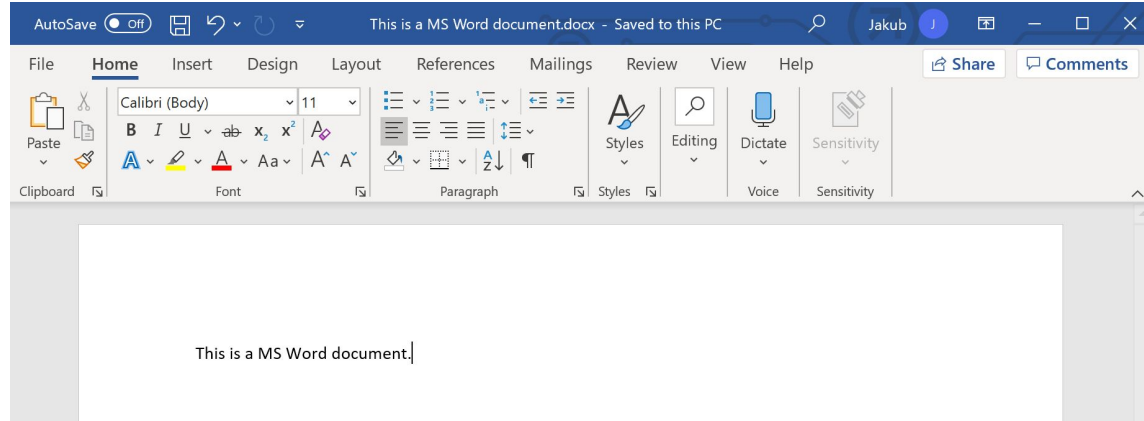 AutoSave Off This is a MS Word document.docx - Saved to this PC Jakub J
File Home Insert Design Layout References Mailings Review View Help Share Comments
Calibri (Body) 11
Paste B I U ab x₂ x² A Styles Editing Dictate Sensitivity
A A Aa A A A Z ¶
Clipboard Font Paragraph Styles Voice Sensitivity
This is a MS Word document.